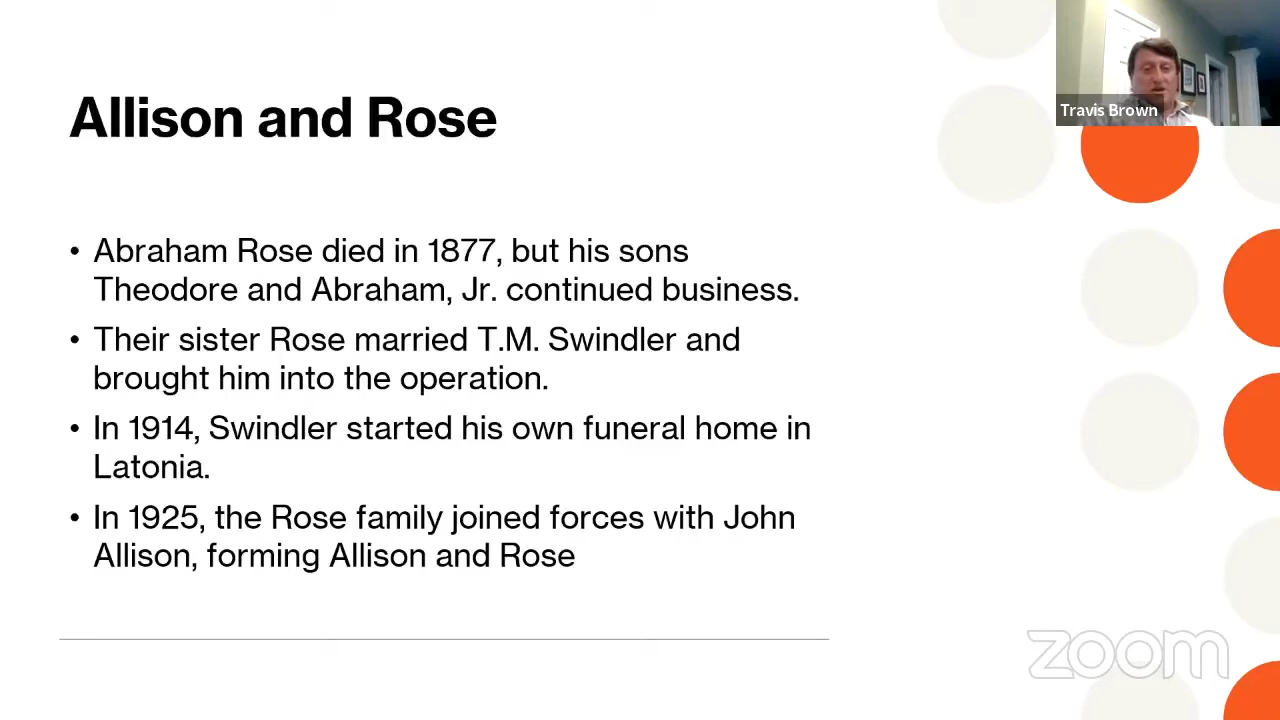 Travis Brown
Allison and Rose
• Abraham Rose died in 1877, but his sons
Theodore and Abraham, Jr. continued business.
• Their sister Rose married T.M. Swindler and
brought him into the operation.
• In 1914, Swindler started his own funeral home in
Latonia.
• In 1925, the Rose family joined forces with John
Allison, forming Allison and Rose
zoom